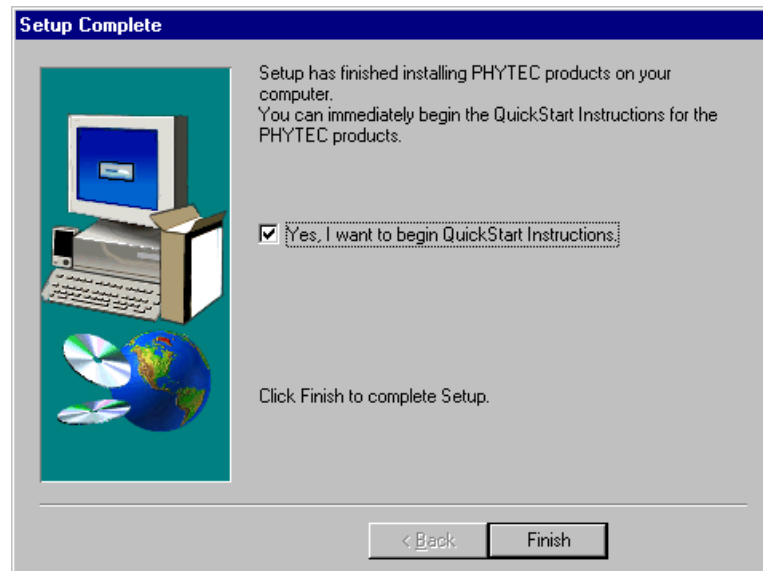 Setup Complete
Setup has finished installing PHYTEC products on your
computer.
You can immediately begin the QuickStart Instructions for the
PHYTEC products.
Yes, I want to begin QuickStart Instructions.
Click Finish to complete Setup.
< Back
Finish